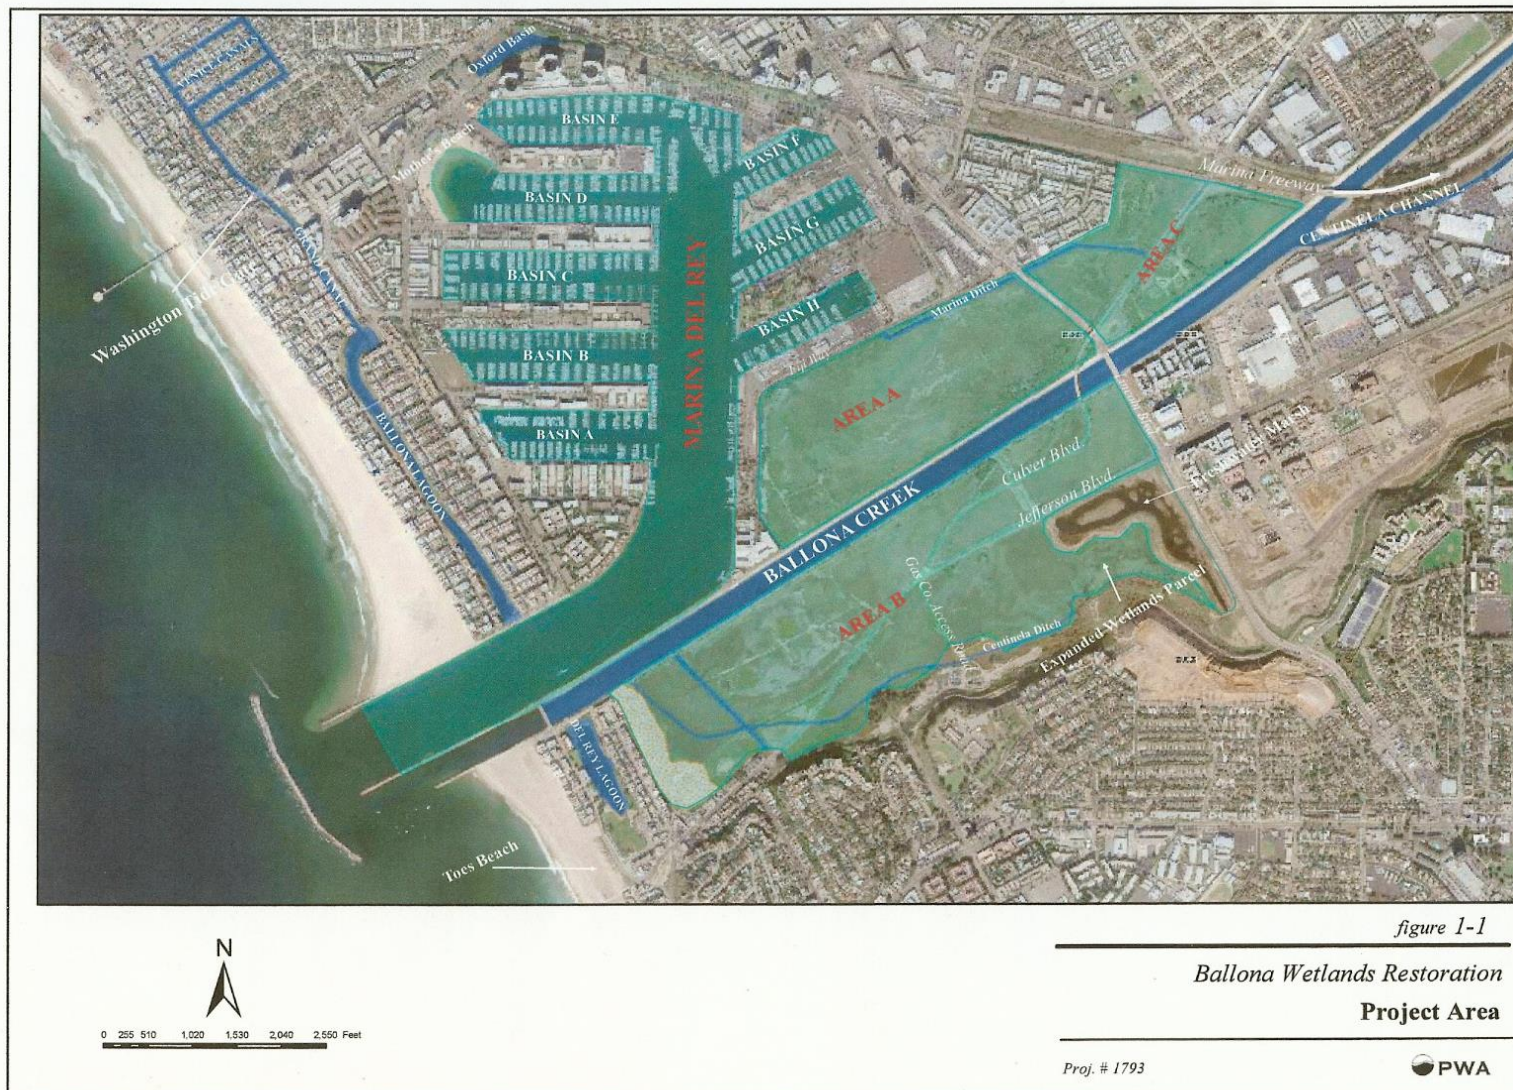 VENICE CANALS
Oxford Basin
BASIN E
Mother's Beach
BASIN F
Marina Freeway
BASIN D
CENTINELA CHANNEL
BASIN G
GRAND CANAL
AREA C
BASIN C
MARINA DEL REY
Marina Ditch
Washington Tide Gate
BASIN H
BASIN B
AREA A
BALLONA LAGOON
BASIN A
Freshwater Marsh
Culver Blvd.
Jefferson Blvd.
BALLONA CREEK
Gas Co. Access Road
AREA B
Centinela Ditch
Expanded Wetlands Parcel
DEL REY LAGOON
Toes Beach
figure 1-1
N
Ballona Wetlands Restoration
Project Area
0 255 510 1,020 1,530 2,040 2,550 Feet
Proj. # 1793
PWA